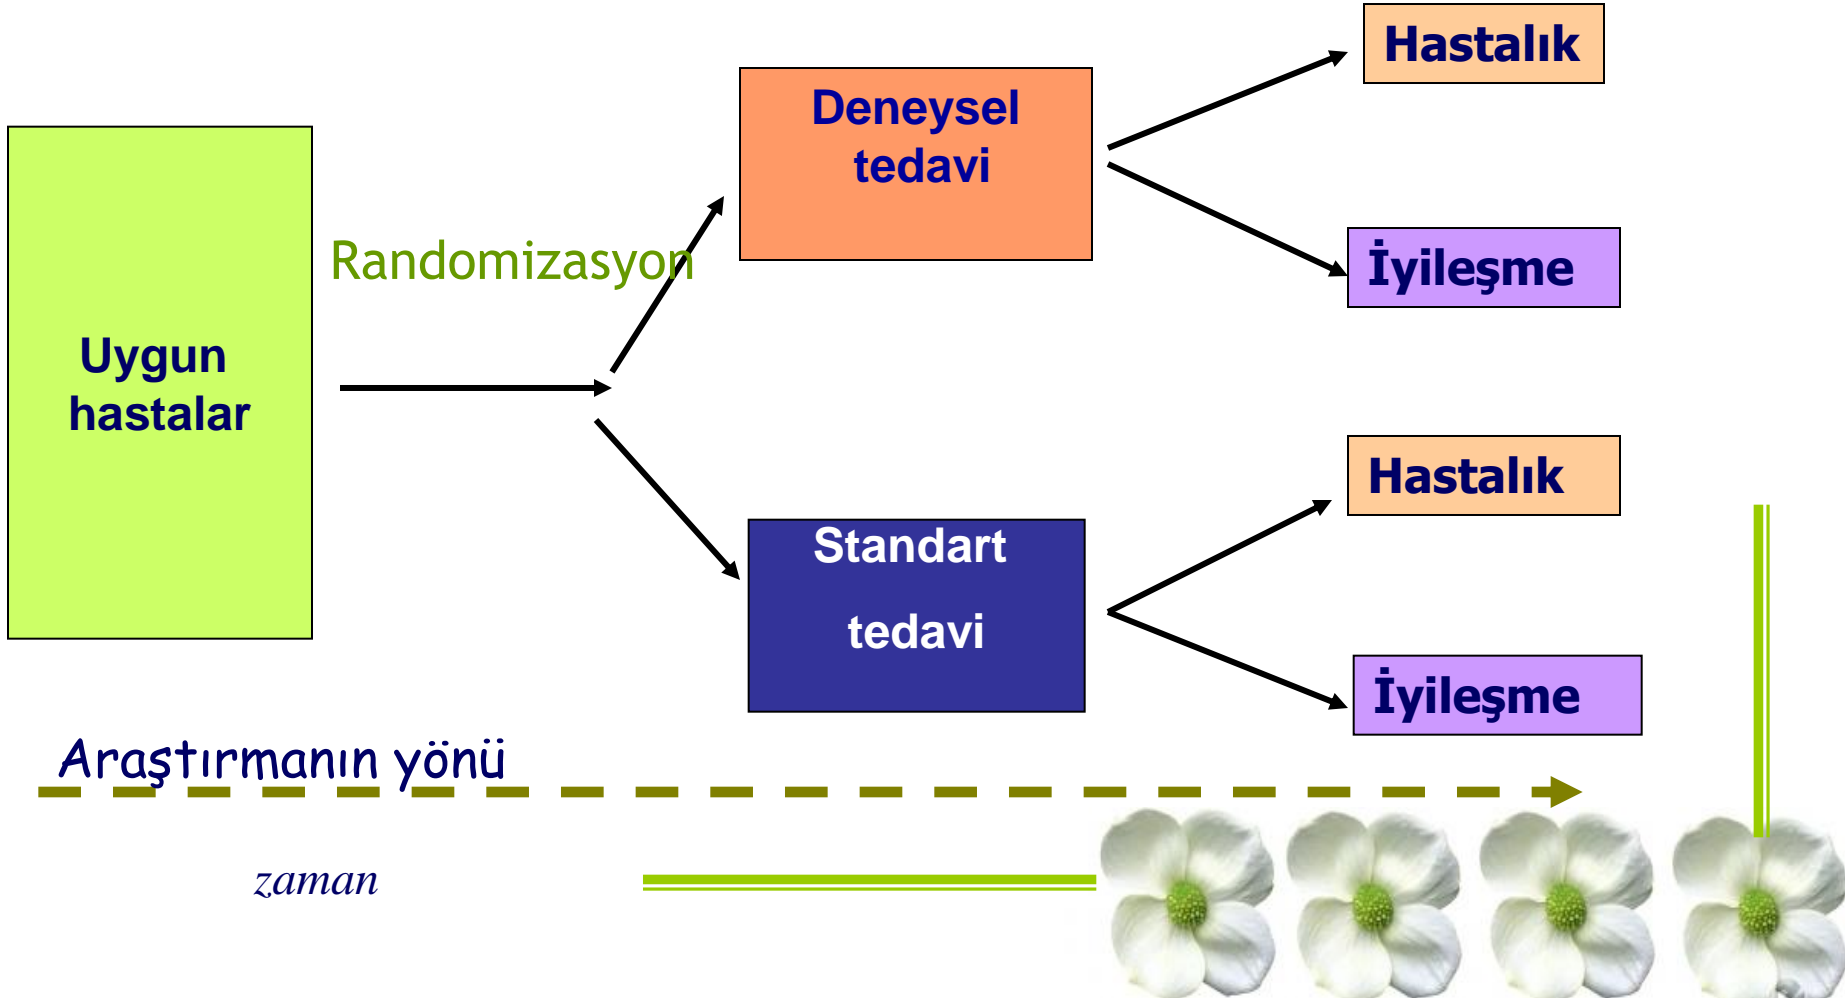 Hastalık
Deneysel
tedavi
Randomizasyon
İyileşme
Uygun
hastalar
Hastalık
Standart
tedavi
İyileşme
Araştırmanın yönü
zaman